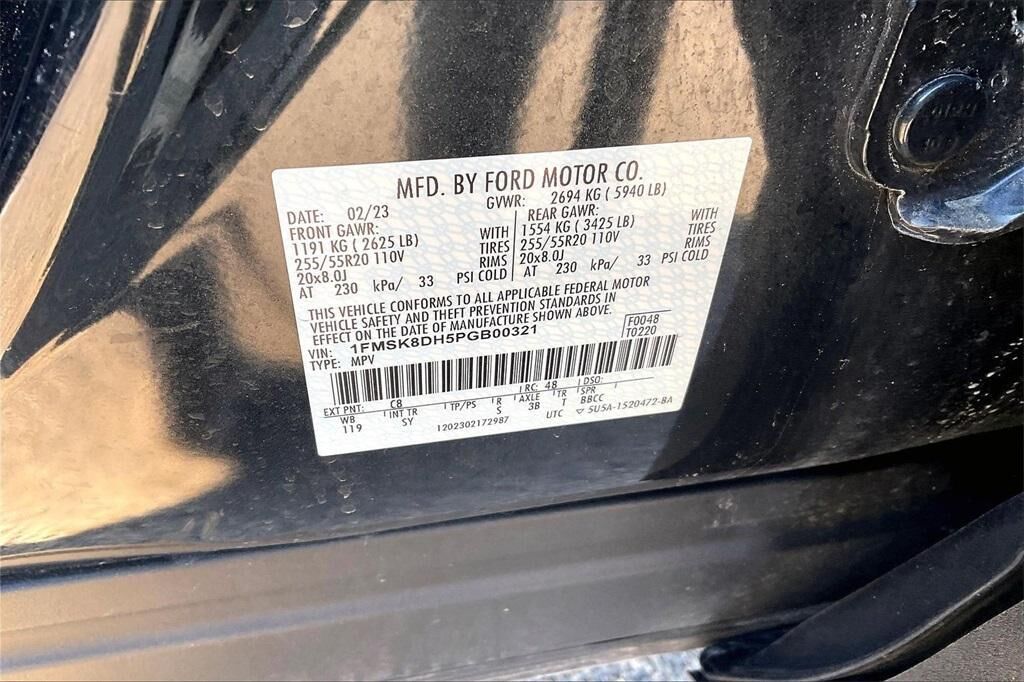 MFD. BY FORD MOTOR CO.
DATE: 02/23 GVWR: 2694 KG ( 5940 LB)
FRONT GAWR: WITH REAR GAWR: WITH
1191 KG ( 2625 LB) TIRES 1554 KG ( 3425 LB) TIRES
255/55R20 110V RIMS 255/55R20 110V RIMS
20x8.0J 20x8.0J
AT 230 kPa/ 33 PSI COLD AT 230 kPa/ 33 PSI COLD
THIS VEHICLE CONFORMS TO ALL APPLICABLE FEDERAL MOTOR
VEHICLE SAFETY AND THEFT PREVENTION STANDARDS IN
EFFECT ON THE DATE OF MANUFACTURE SHOWN ABOVE.
VIN: 1FMSK8DH5PGB00321 F0048
TYPE: MPV T0220
EXT PNT: C8 RC: 48 DSO:
WB INT TR TP/PS R AXLE TR SPR
119 SY S 3B T BBCC
1202302172987 UTC ▽ 5U5A-1520472-BA